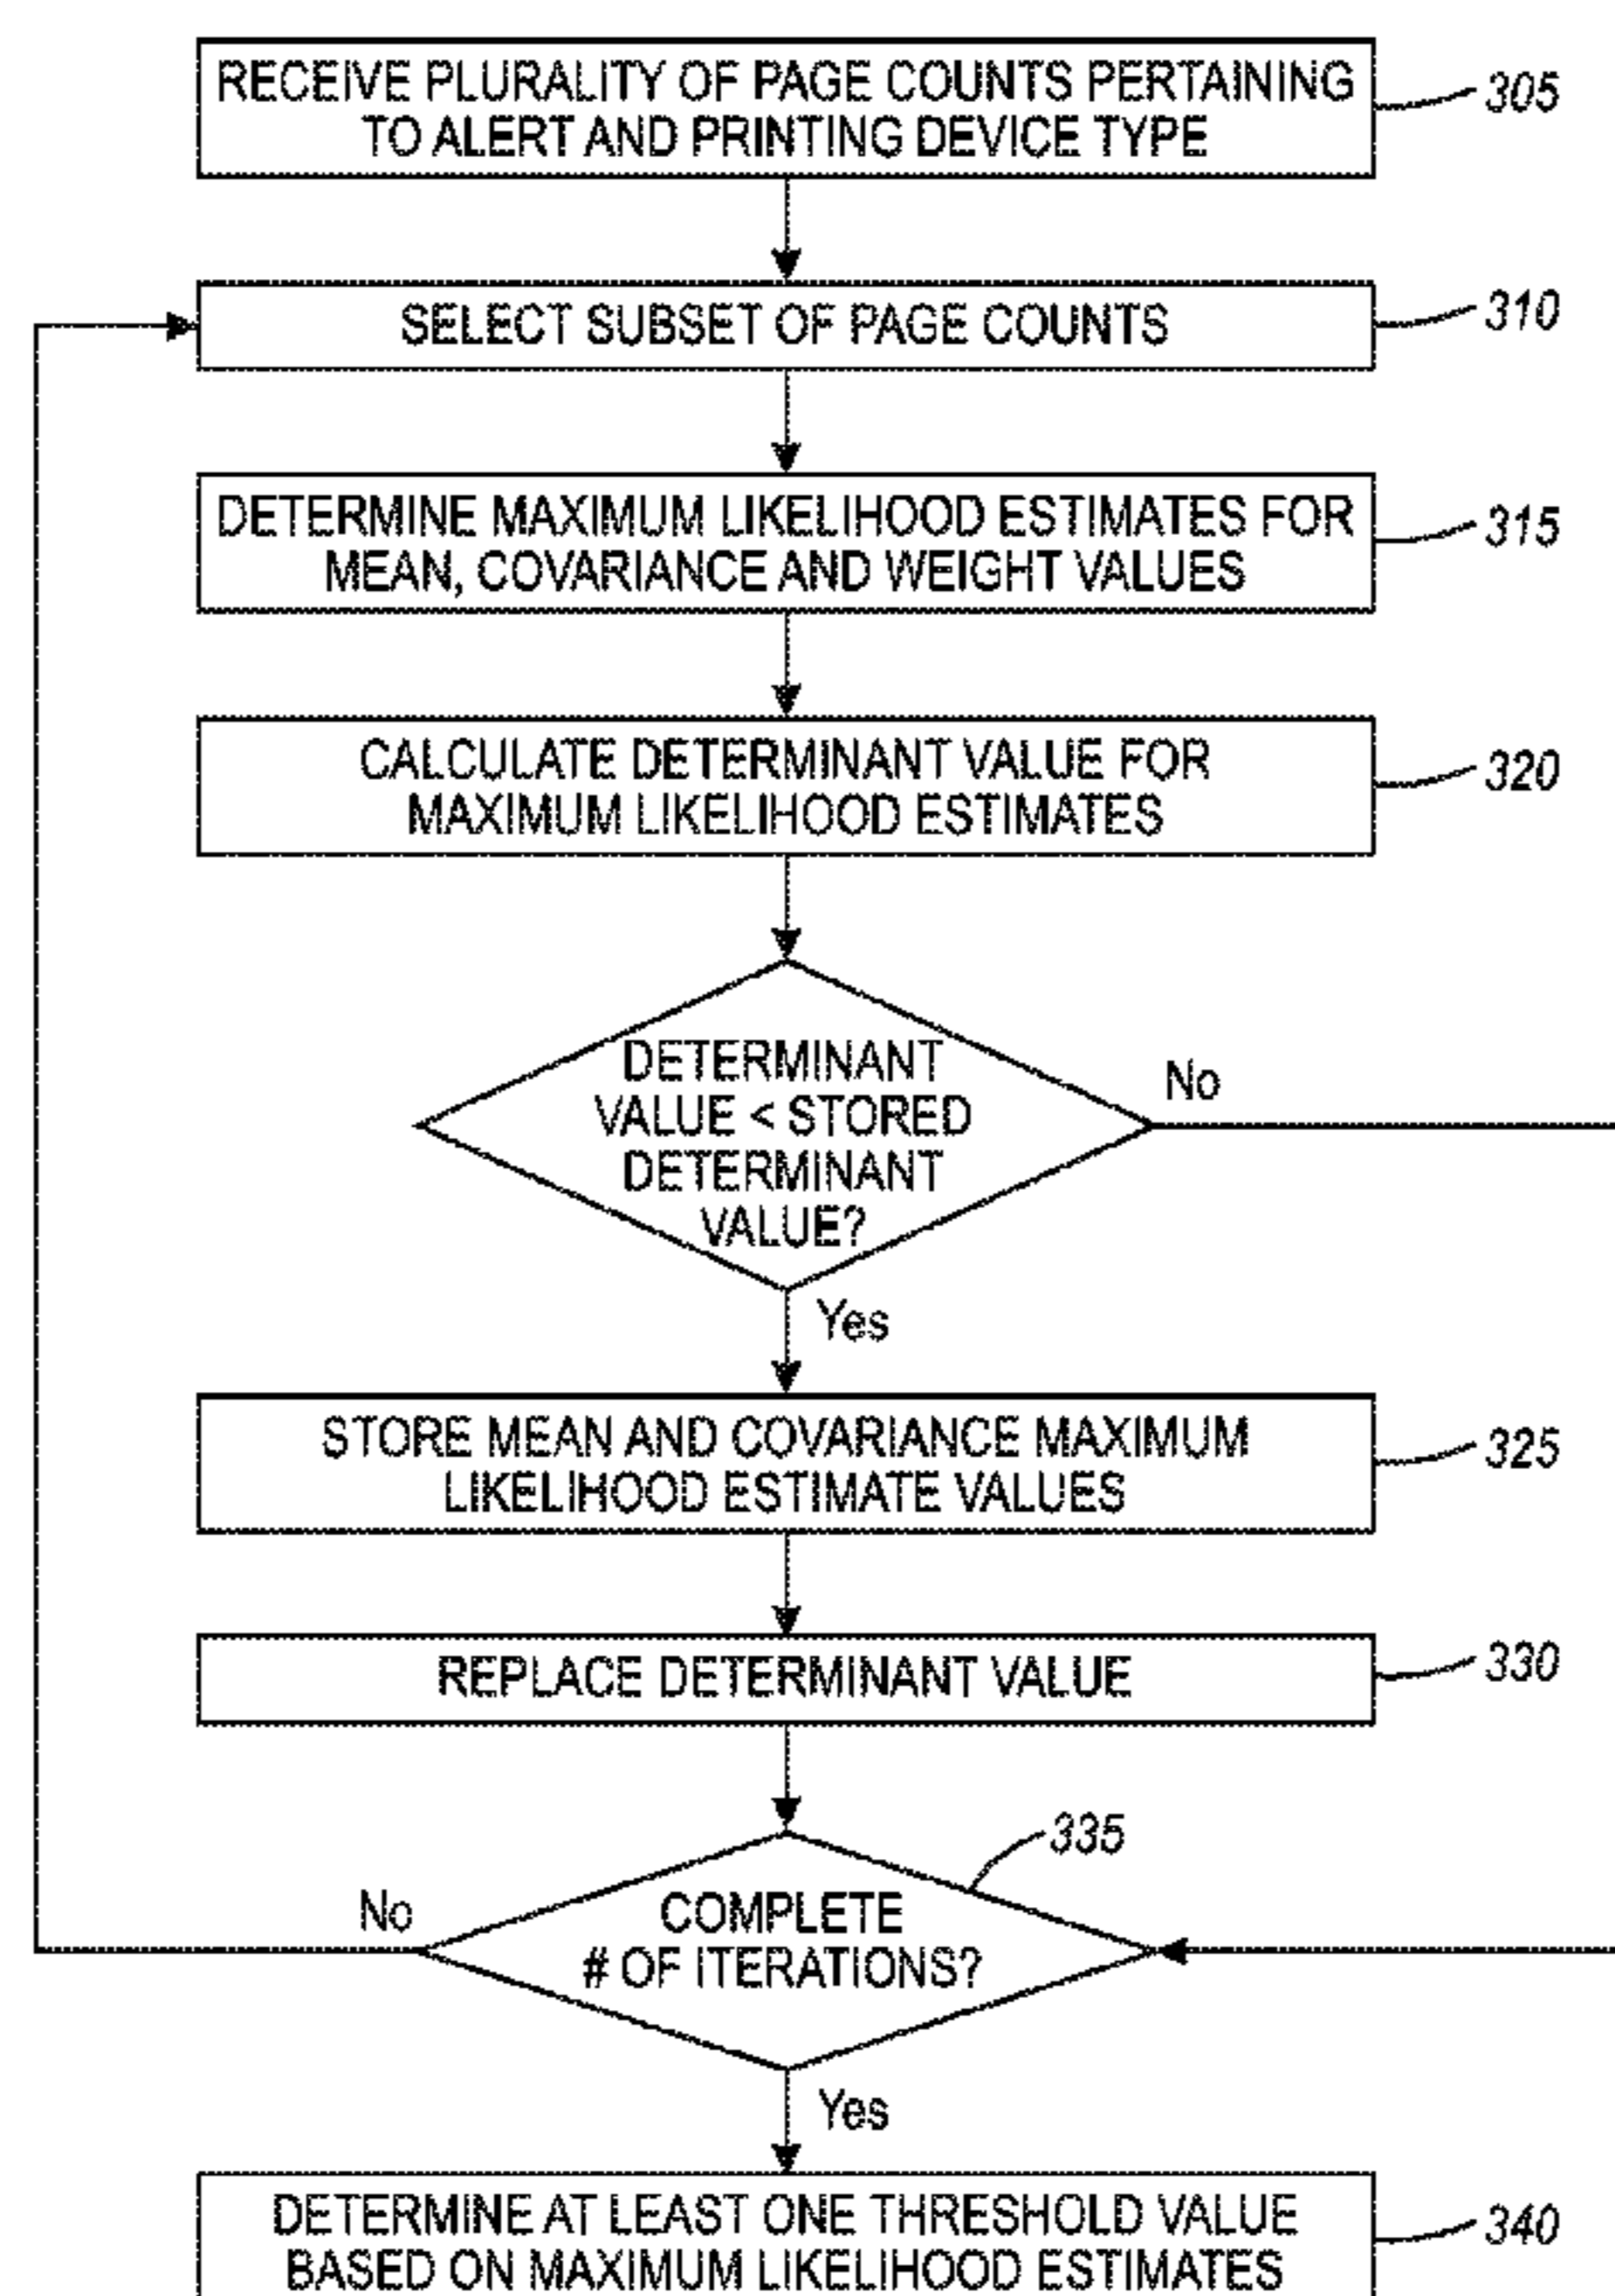 RECEIVE PLURALITY OF PAGE COUNTS PERTAINING
TO ALERT AND PRINTING DEVICE TYPE
305
SELECT SUBSET OF PAGE COUNTS
310
DETERMINE MAXIMUM LIKELIHOOD ESTIMATES FOR
MEAN, COVARIANCE AND WEIGHT VALUES
315
CALCULATE DETERMINANT VALUE FOR
MAXIMUM LIKELIHOOD ESTIMATES
320
DETERMINANT
VALUE < STORED
DETERMINANT
VALUE?
No
Yes
STORE MEAN AND COVARIANCE MAXIMUM
LIKELIHOOD ESTIMATE VALUES
325
REPLACE DETERMINANT VALUE
330
335
COMPLETE
# OF ITERATIONS?
No
Yes
DETERMINE AT LEAST ONE THRESHOLD VALUE
BASED ON MAXIMUM LIKELIHOOD ESTIMATES
340